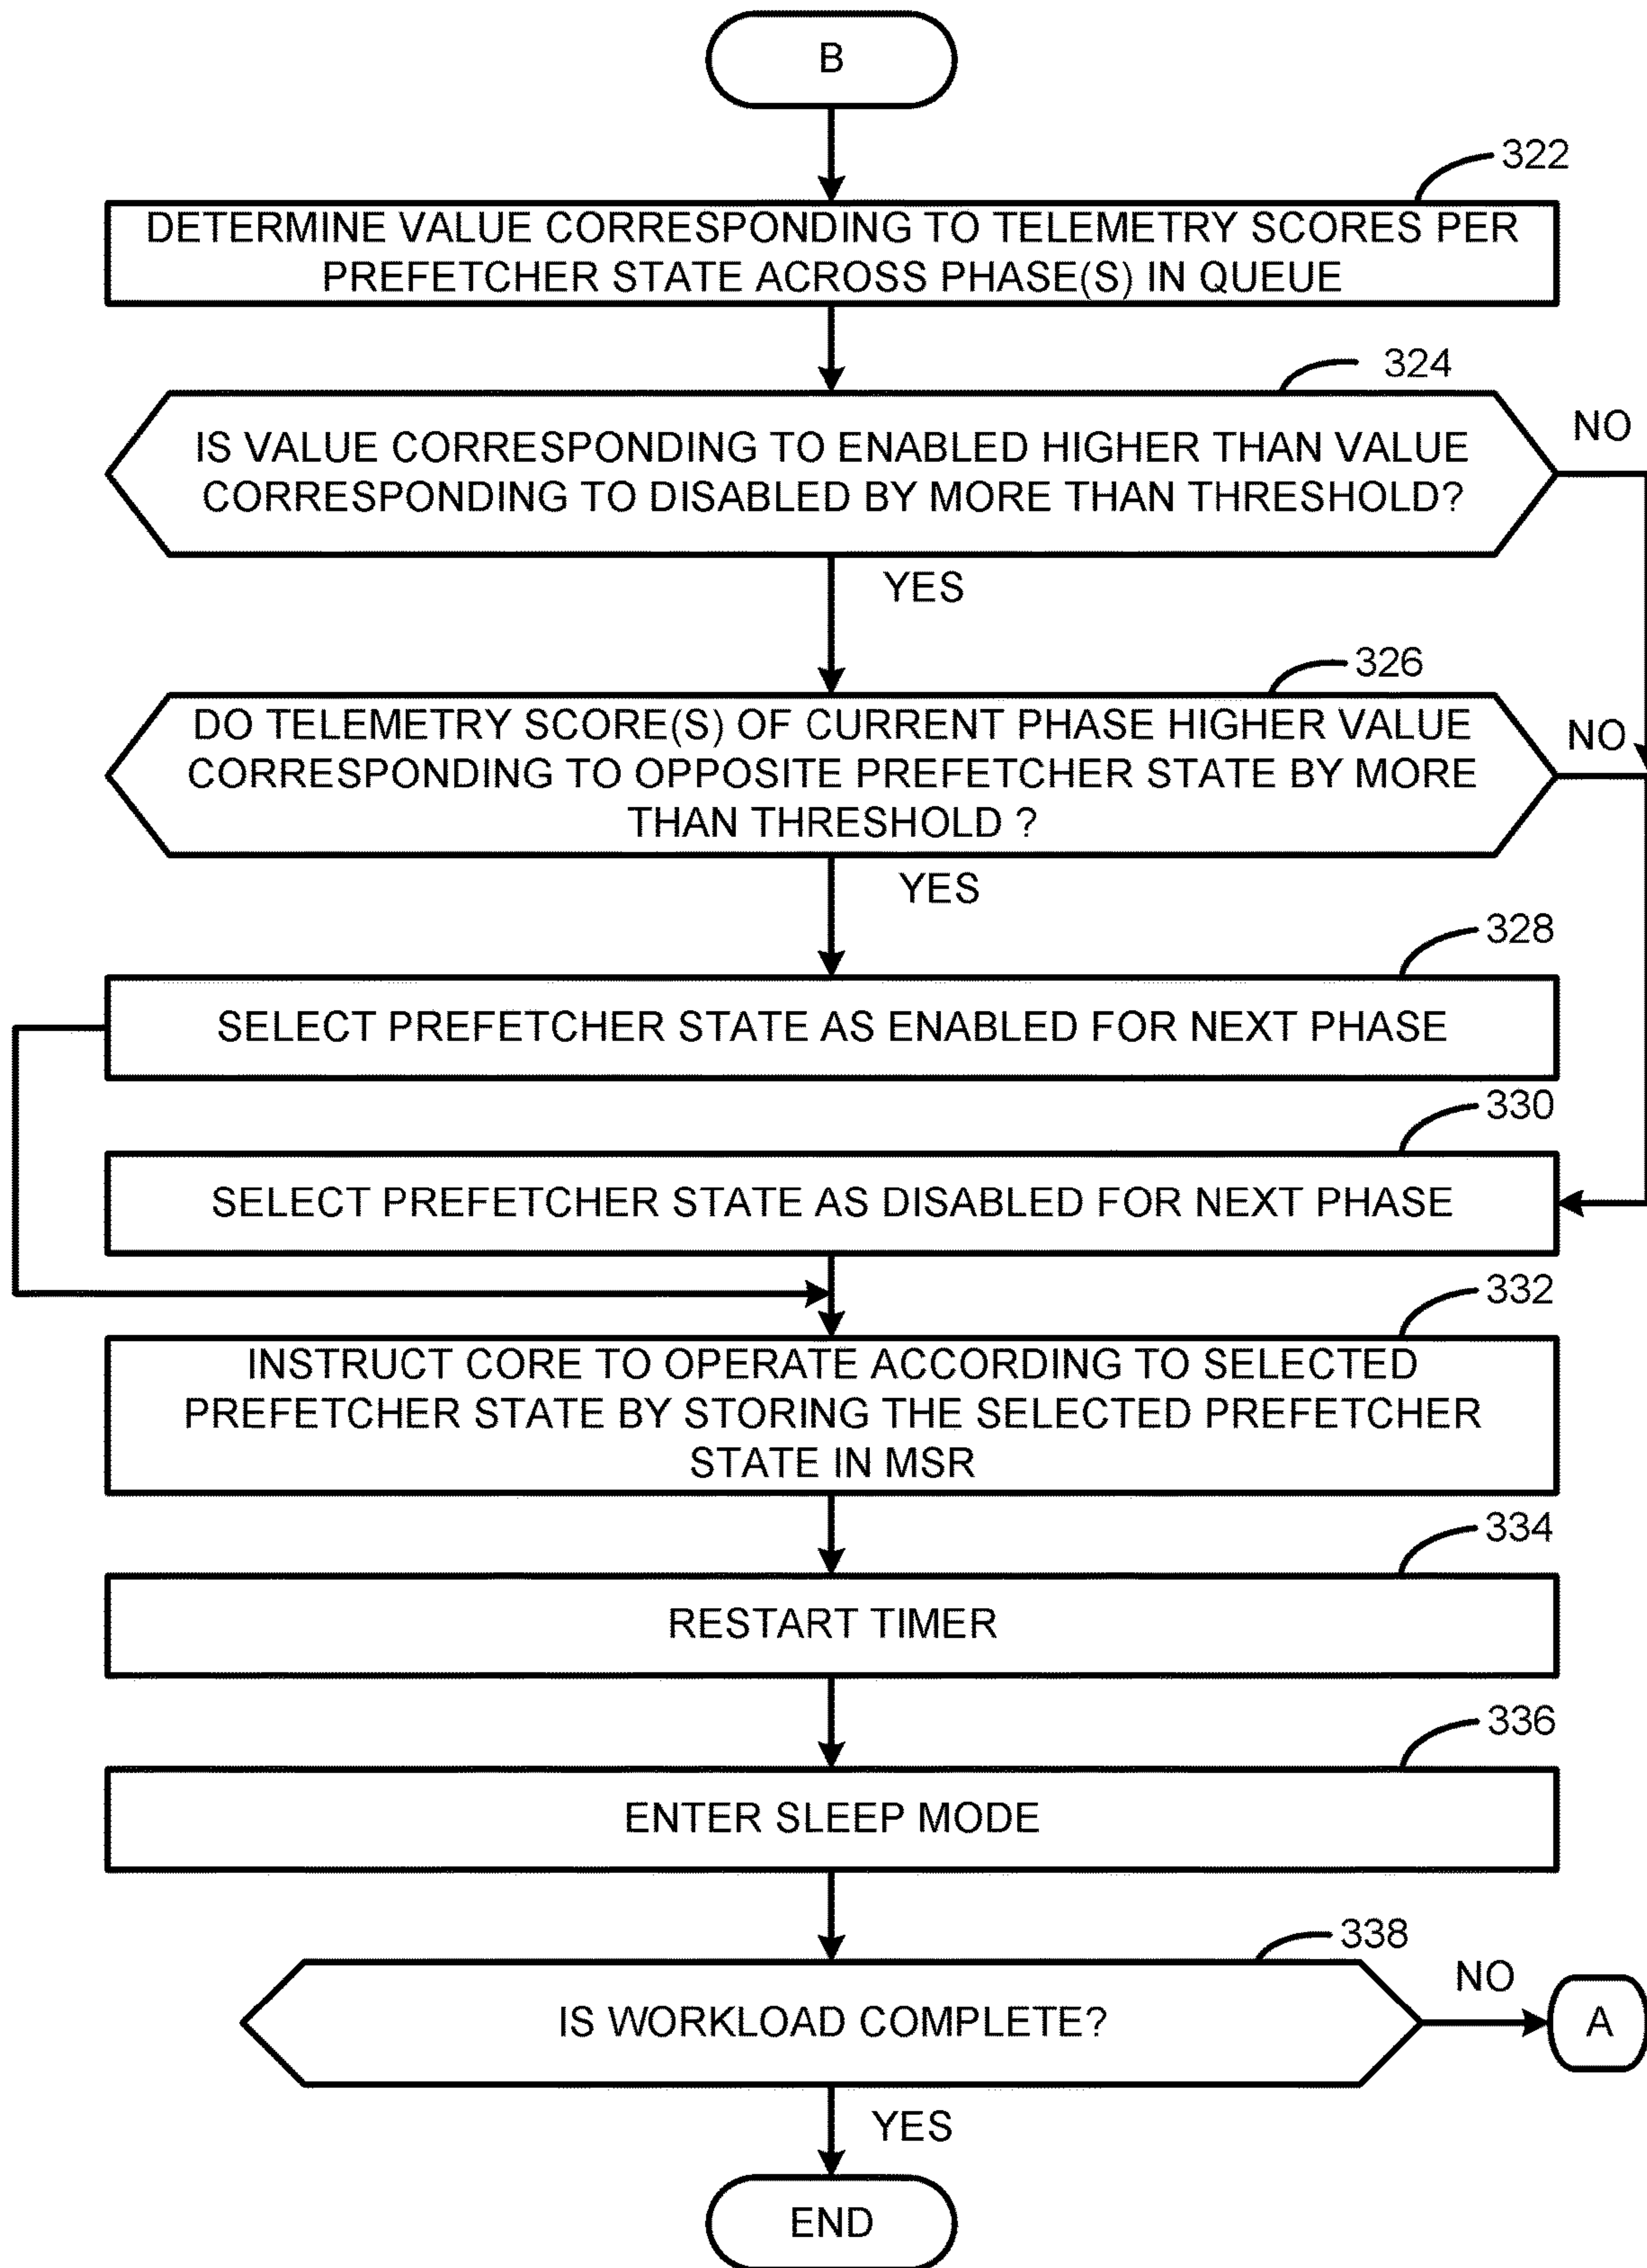 B
322
DETERMINE VALUE CORRESPONDING TO TELEMETRY SCORES PER
PREFETCHER STATE ACROSS PHASE(S) IN QUEUE
324
IS VALUE CORRESPONDING TO ENABLED HIGHER THAN VALUE
CORRESPONDING TO DISABLED BY MORE THAN THRESHOLD?
NO
YES
326
DO TELEMETRY SCORE(S) OF CURRENT PHASE HIGHER VALUE
CORRESPONDING TO OPPOSITE PREFETCHER STATE BY MORE
THAN THRESHOLD ?
NO
YES
328
SELECT PREFETCHER STATE AS ENABLED FOR NEXT PHASE
330
SELECT PREFETCHER STATE AS DISABLED FOR NEXT PHASE
332
INSTRUCT CORE TO OPERATE ACCORDING TO SELECTED
PREFETCHER STATE BY STORING THE SELECTED PREFETCHER
STATE IN MSR
334
RESTART TIMER
336
ENTER SLEEP MODE
338
IS WORKLOAD COMPLETE?
NO
A
YES
END